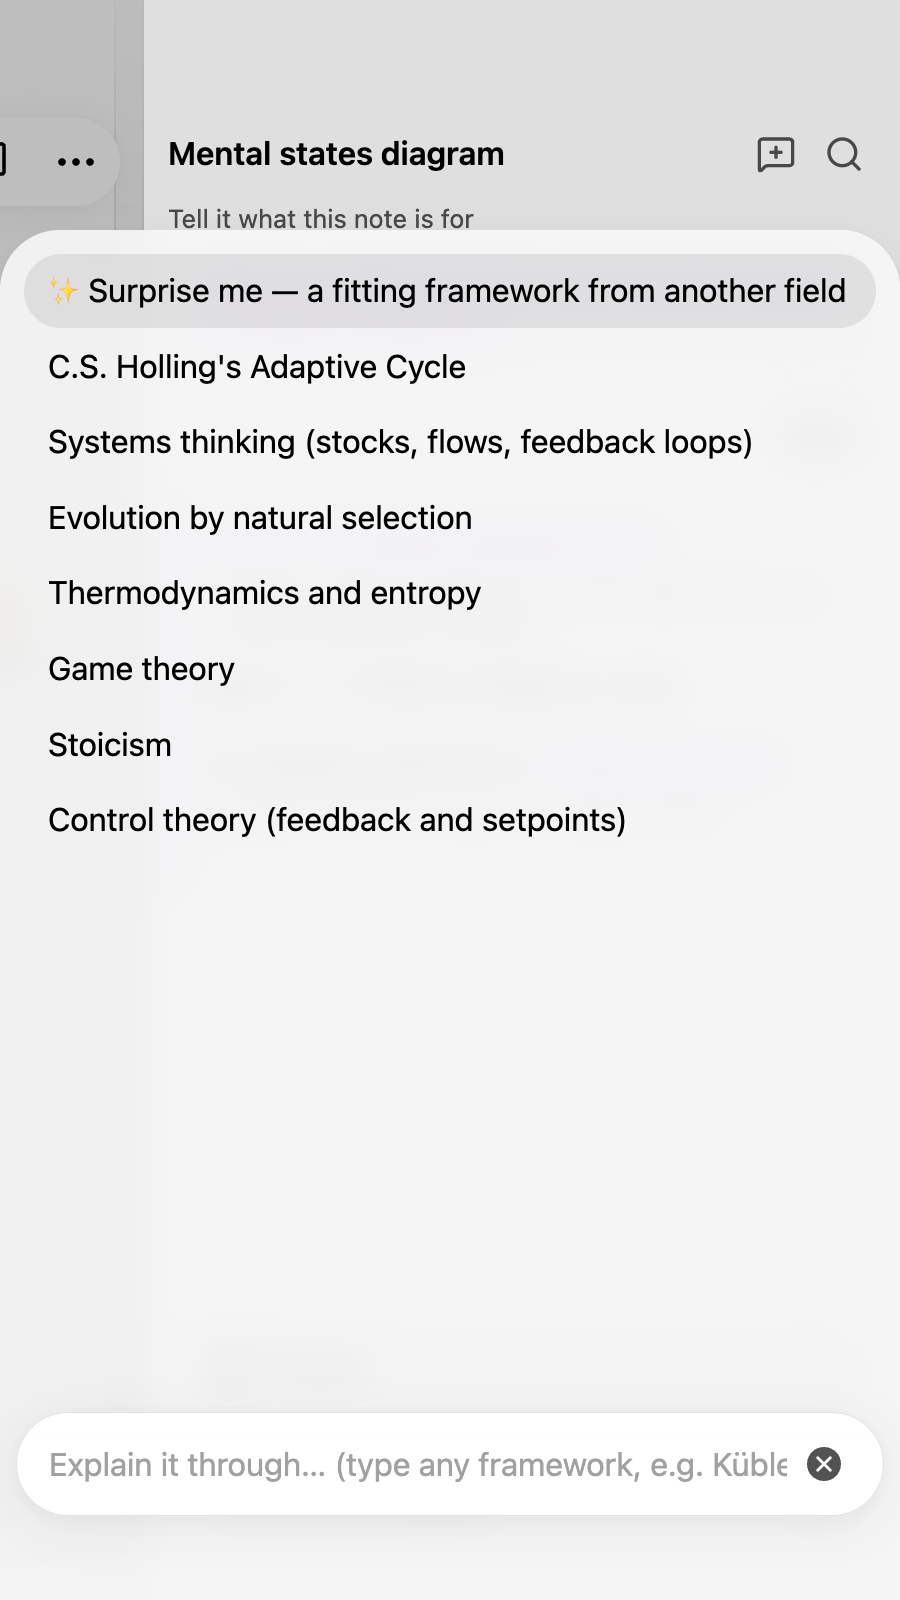 Mental states diagram
Tell it what this note is for
✨ Surprise me — a fitting framework from another field
C.S. Holling's Adaptive Cycle
Systems thinking (stocks, flows, feedback loops)
Evolution by natural selection
Thermodynamics and entropy
Game theory
Stoicism
Control theory (feedback and setpoints)
Explain it through... (type any framework, e.g. Küble